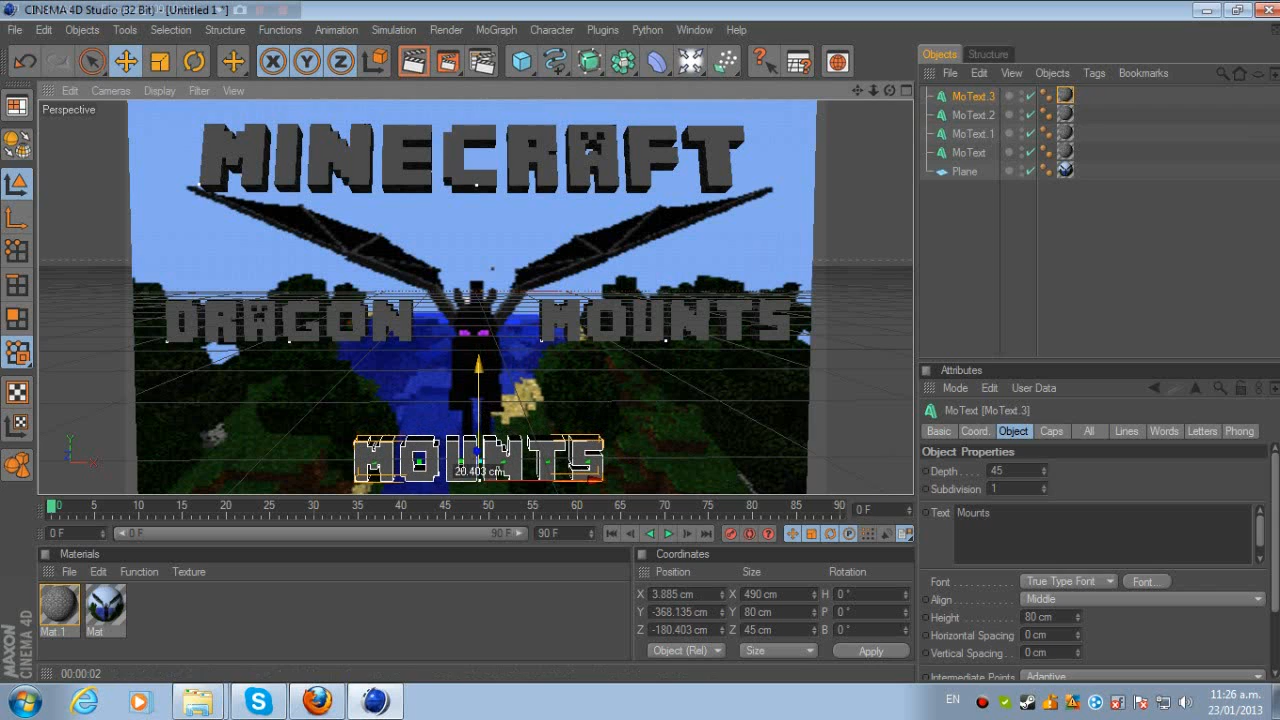 CINEMA 4D Studio (32 Bit) - [Untitled 1 *]
File Edit Objects Tools Selection Structure Functions Animation Simulation Render MoGraph Character Plugins Python Window Help
Objects Structure
File Edit View Objects Tags Bookmarks
Edit Cameras Display Filter View
Perspective
MoText.3
MoText.2
MoText.1
MoText
Plane
MINECRAFT
DRAGON MOUNTS
MOUNTS
20.403 cm
Y
X
Z
Attributes
Mode Edit User Data
MoText [MoText.3]
Basic Coord. Object Caps All Lines Words Letters Phong
Object Properties
Depth . . . . 45
Subdivision . 1
Text Mounts
Font True Type Font Font...
Align Middle
Height 80 cm
Horizontal Spacing 0 cm
Vertical Spacing 0 cm
Intermediate Points Adaptive
0 5 10 15 20 25 30 35 40 45 50 55 60 65 70 75 80 85 90 0 F
0 F 0 F 90 F 90 F
Materials
File Edit Function Texture
Mat.1 Mat
Coordinates
Position Size Rotation
X 3.885 cm X 490 cm H 0 °
Y -368.135 cm Y 80 cm P 0 °
Z -180.403 cm Z 45 cm B 0 °
Object (Rel) Size Apply
MAXON
CINEMA 4D
00:00:02
EN
11:26 a.m.
23/01/2013